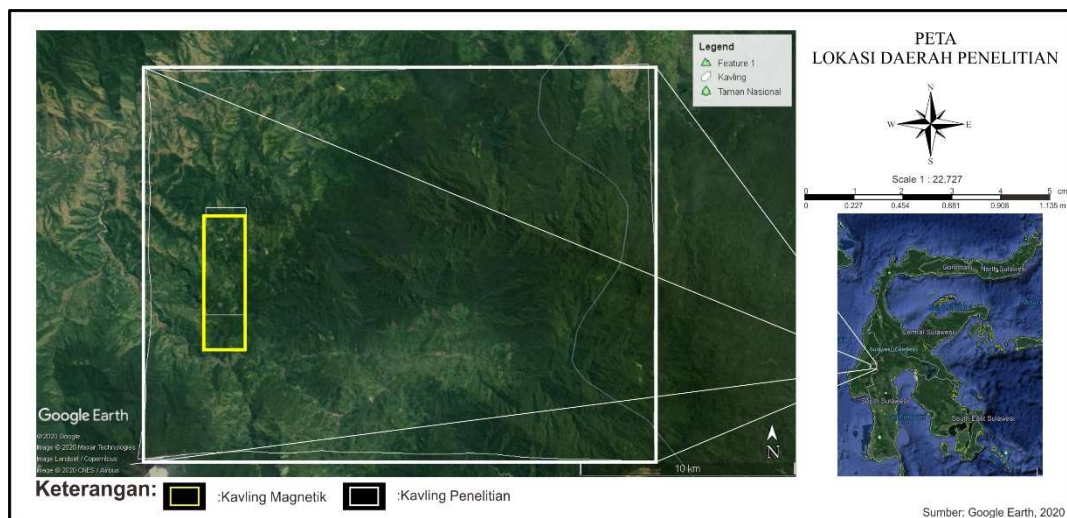 PETA
LOKASI DAERAH PENELITIAN
Legend
Feature 1
Kavling
Taman Nasional
N
W
E
S
Scale 1 : 22,727
0 1 2 3 4 5 cm
0 0.227 0.454 0.681 0.908 1.135 m
Gorontalo
North Sulawesi
Central Sulawesi
South Sulawesi
South East Sulawesi
Google Earth
©2020 Google
Image © 2020 Maxar Technologies
Image Landsat / Copernicus
Image © 2020 CNES / Airbus
N
10 km
Keterangan:
:Kavling Magnetik
:Kavling Penelitian
Sumber: Google Earth, 2020